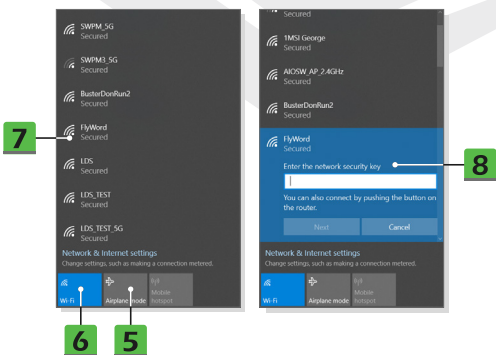 SWPM_5G
Secured
SWPM3_5G
Secured
BusterDonRun2
Secured
FlyWord
Secured
LDS
Secured
LDS_TEST
Secured
LDS_TEST_5G
Secured
Network & Internet settings
Change settings, such as making a connection metered.
Wi-Fi
Airplane mode
Mobile
hotspot
7
6
5
Secured
1MSI George
Secured
AIOSW_AP_2.4GHz
Secured
BusterDonRun2
Secured
FlyWord
Secured
Enter the network security key
You can also connect by pushing the button on
the router.
Next Cancel
Network & Internet settings
Change settings, such as making a connection metered.
Wi-Fi
Airplane mode
Mobile
hotspot
8